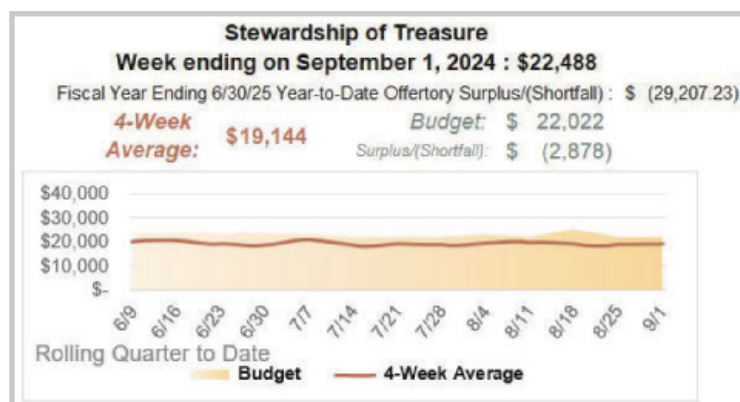 Stewardship of Treasure
Week ending on September 1, 2024 : $22,488
Fiscal Year Ending 6/30/25 Year-to-Date Offertory Surplus/(Shortfall) : $ (29,207.23)
4-Week Average: $19,144
Budget: $ 22,022
Surplus/(Shortfall): $ (2,878)
$40,000
$30,000
$20,000
$10,000
$-
6/9 6/16 6/23 6/30 7/7 7/14 7/21 7/28 8/4 8/11 8/18 8/25 9/1
Rolling Quarter to Date
Budget 4-Week Average